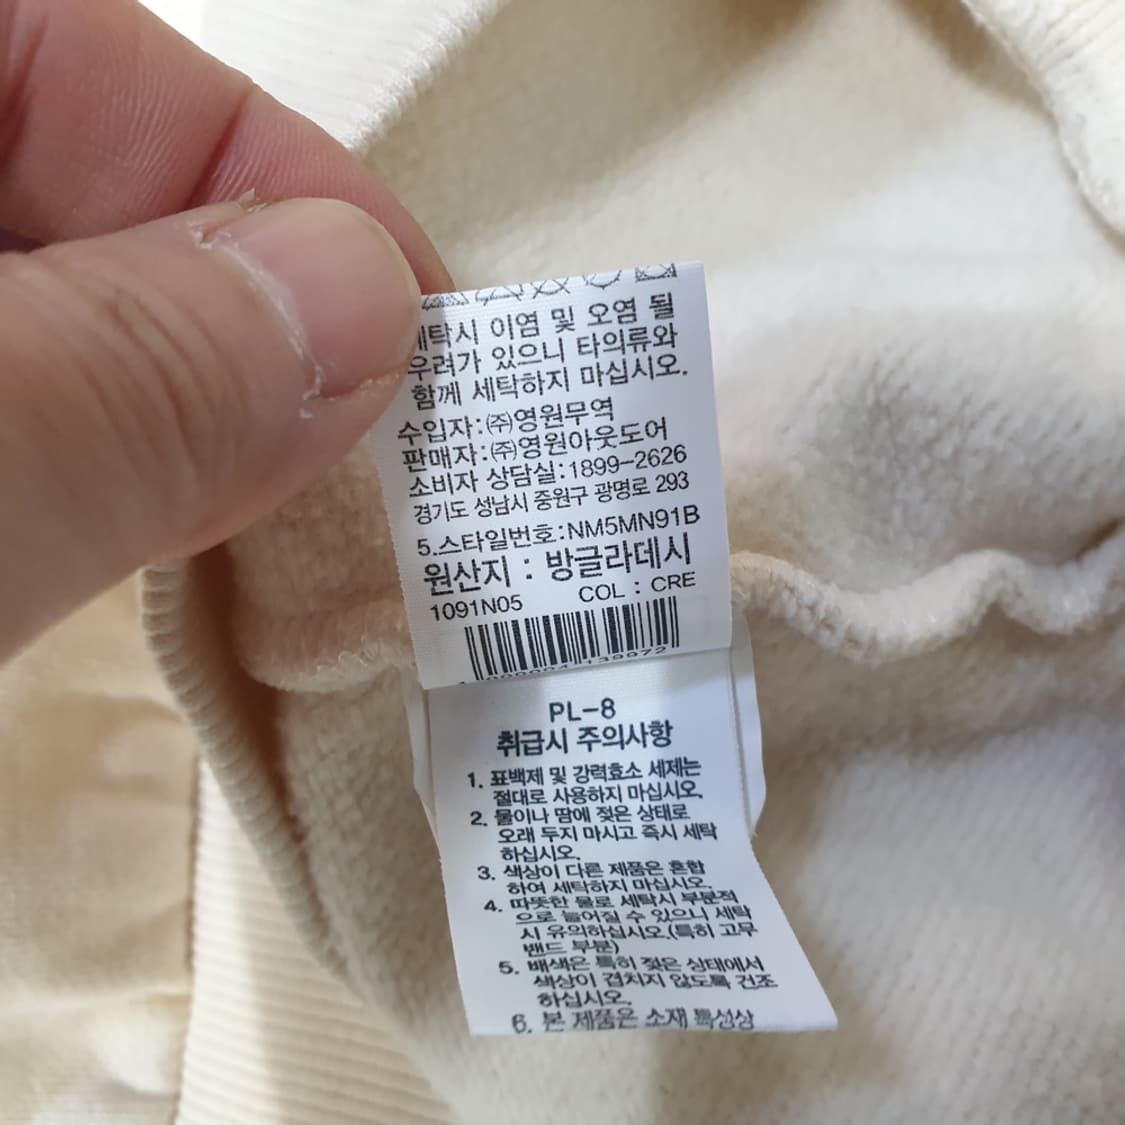 세탁시 이염 및 오염 될
우려가 있으니 타의류와
함께 세탁하지 마십시오.
수입자:㈜영원무역
판매자:㈜영원아웃도어
소비자 상담실:1899-2626
경기도 성남시 중원구 광명로 293
5.스타일번호:NM5MN91B
원산지 : 방글라데시
1091N05 COL : CRE
PL-8
취급시 주의사항
1. 표백제 및 강력효소 세제는
절대로 사용하지 마십시오.
2. 물이나 땀에 젖은 상태로
오래 두지 마시고 즉시 세탁
하십시오.
3. 색상이 다른 제품은 혼합
하여 세탁하지 마십시오.
4. 따뜻한 물로 세탁시 부분적
으로 늘어질 수 있으니 세탁
시 유의하십시오.(특히 고무
밴드 부분)
5. 배색은 특히 젖은 상태에서
색상이 겹치지 않도록 건조
하십시오.
6. 본 제품은 소재 특성상